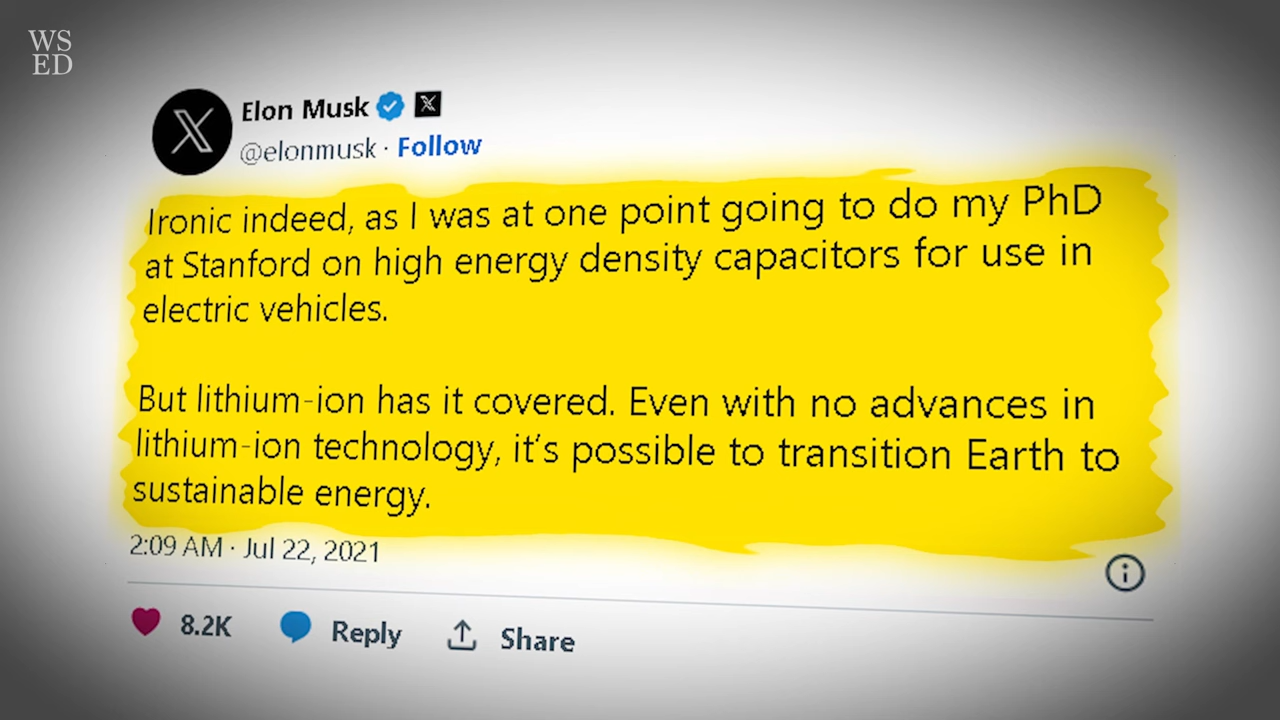 WS
ED
Elon Musk
@elonmusk · Follow
Ironic indeed, as I was at one point going to do my PhD
at Stanford on high energy density capacitors for use in
electric vehicles.
But lithium-ion has it covered. Even with no advances in
lithium-ion technology, it's possible to transition Earth to
sustainable energy.
2:09 AM · Jul 22, 2021
8.2K Reply Share